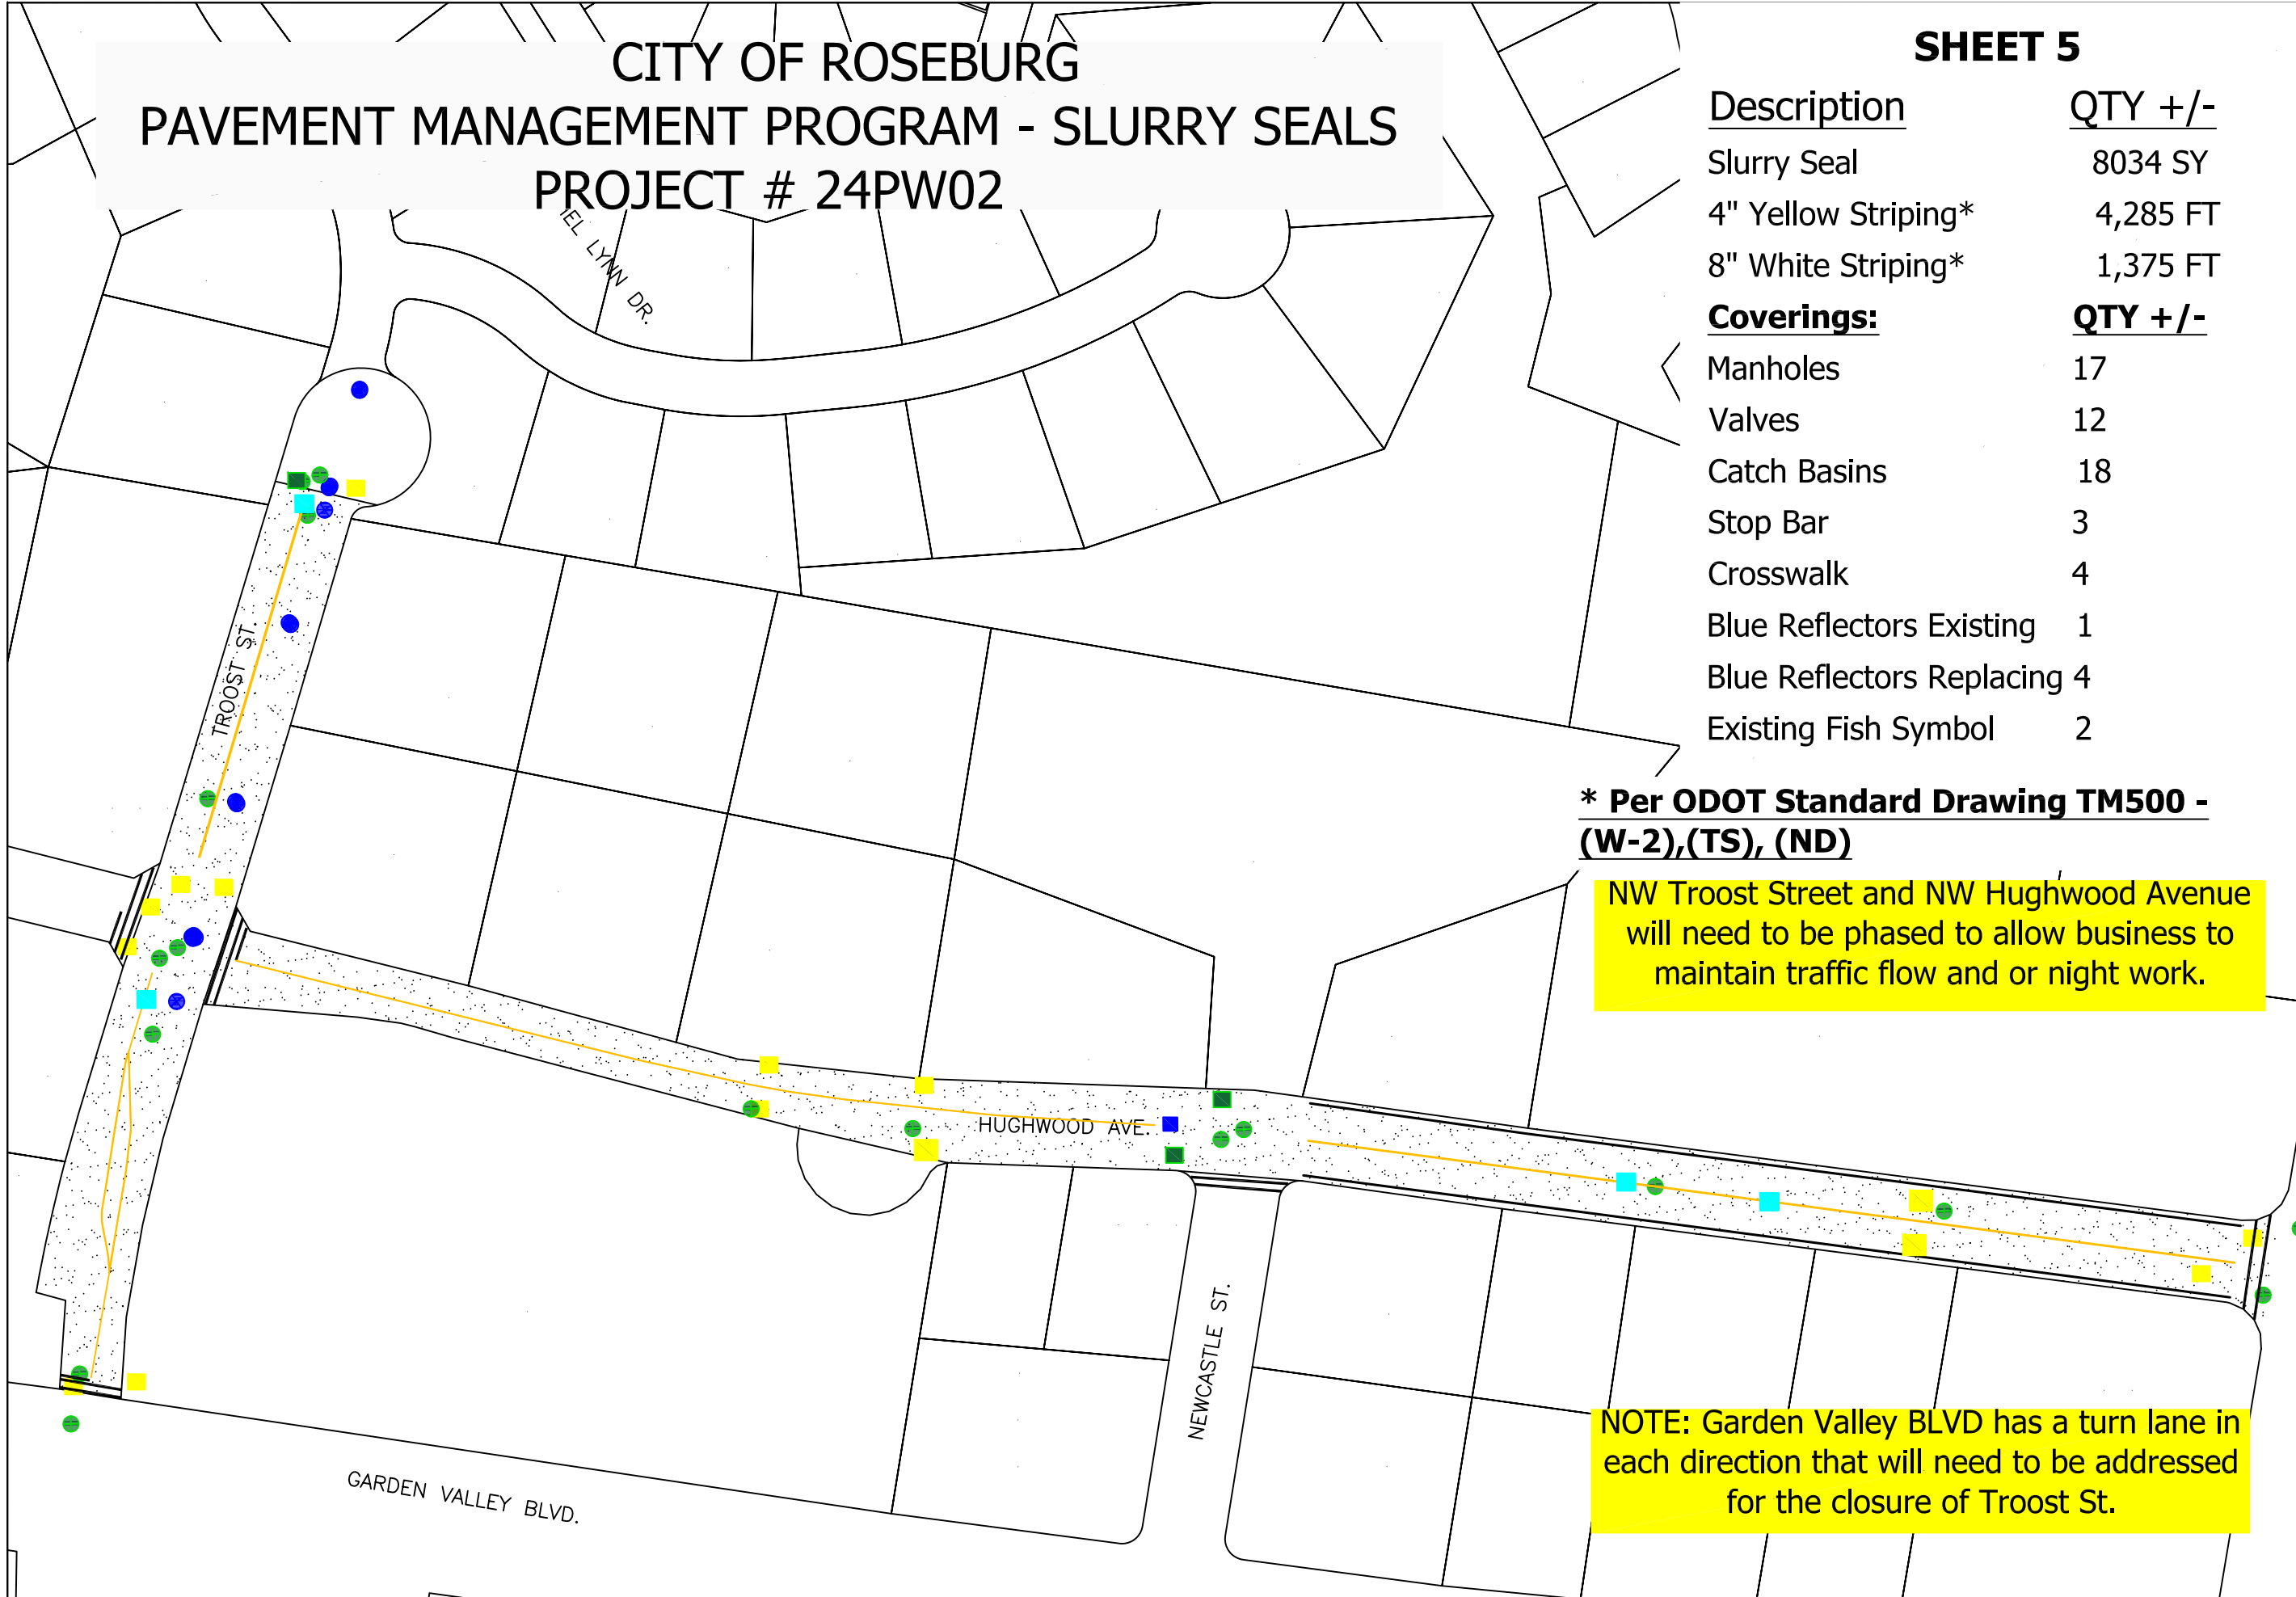 CITY OF ROSEBURG
PAVEMENT MANAGEMENT PROGRAM - SLURRY SEALS
PROJECT # 24PW02
SHEET 5
Description QTY +/-
Slurry Seal 8034 SY
4" Yellow Striping* 4,285 FT
8" White Striping* 1,375 FT
Coverings: QTY +/-
Manholes 17
Valves 12
Catch Basins 18
Stop Bar 3
Crosswalk 4
Blue Reflectors Existing 1
Blue Reflectors Replacing 4
Existing Fish Symbol 2
* Per ODOT Standard Drawing TM500 -
(W-2),(TS), (ND)
NW Troost Street and NW Hughwood Avenue
will need to be phased to allow business to
maintain traffic flow and or night work.
LYNN DR.
TROOST ST.
HUGHWOOD AVE.
NEWCASTLE ST.
GARDEN VALLEY BLVD.
NOTE: Garden Valley BLVD has a turn lane in
each direction that will need to be addressed
for the closure of Troost St.